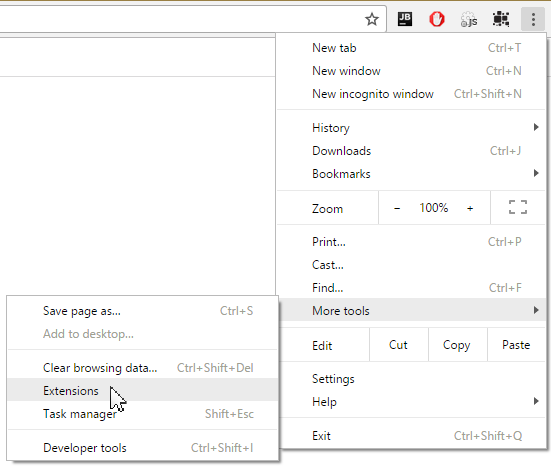 JB
.js
New tab Ctrl+T
New window Ctrl+N
New incognito window Ctrl+Shift+N
History
Downloads Ctrl+J
Bookmarks
Zoom − 100% +
Print... Ctrl+P
Cast...
Find... Ctrl+F
More tools
Edit Cut Copy Paste
Settings
Help
Exit Ctrl+Shift+Q
Save page as... Ctrl+S
Add to desktop...
Clear browsing data... Ctrl+Shift+Del
Extensions
Task manager Shift+Esc
Developer tools Ctrl+Shift+I